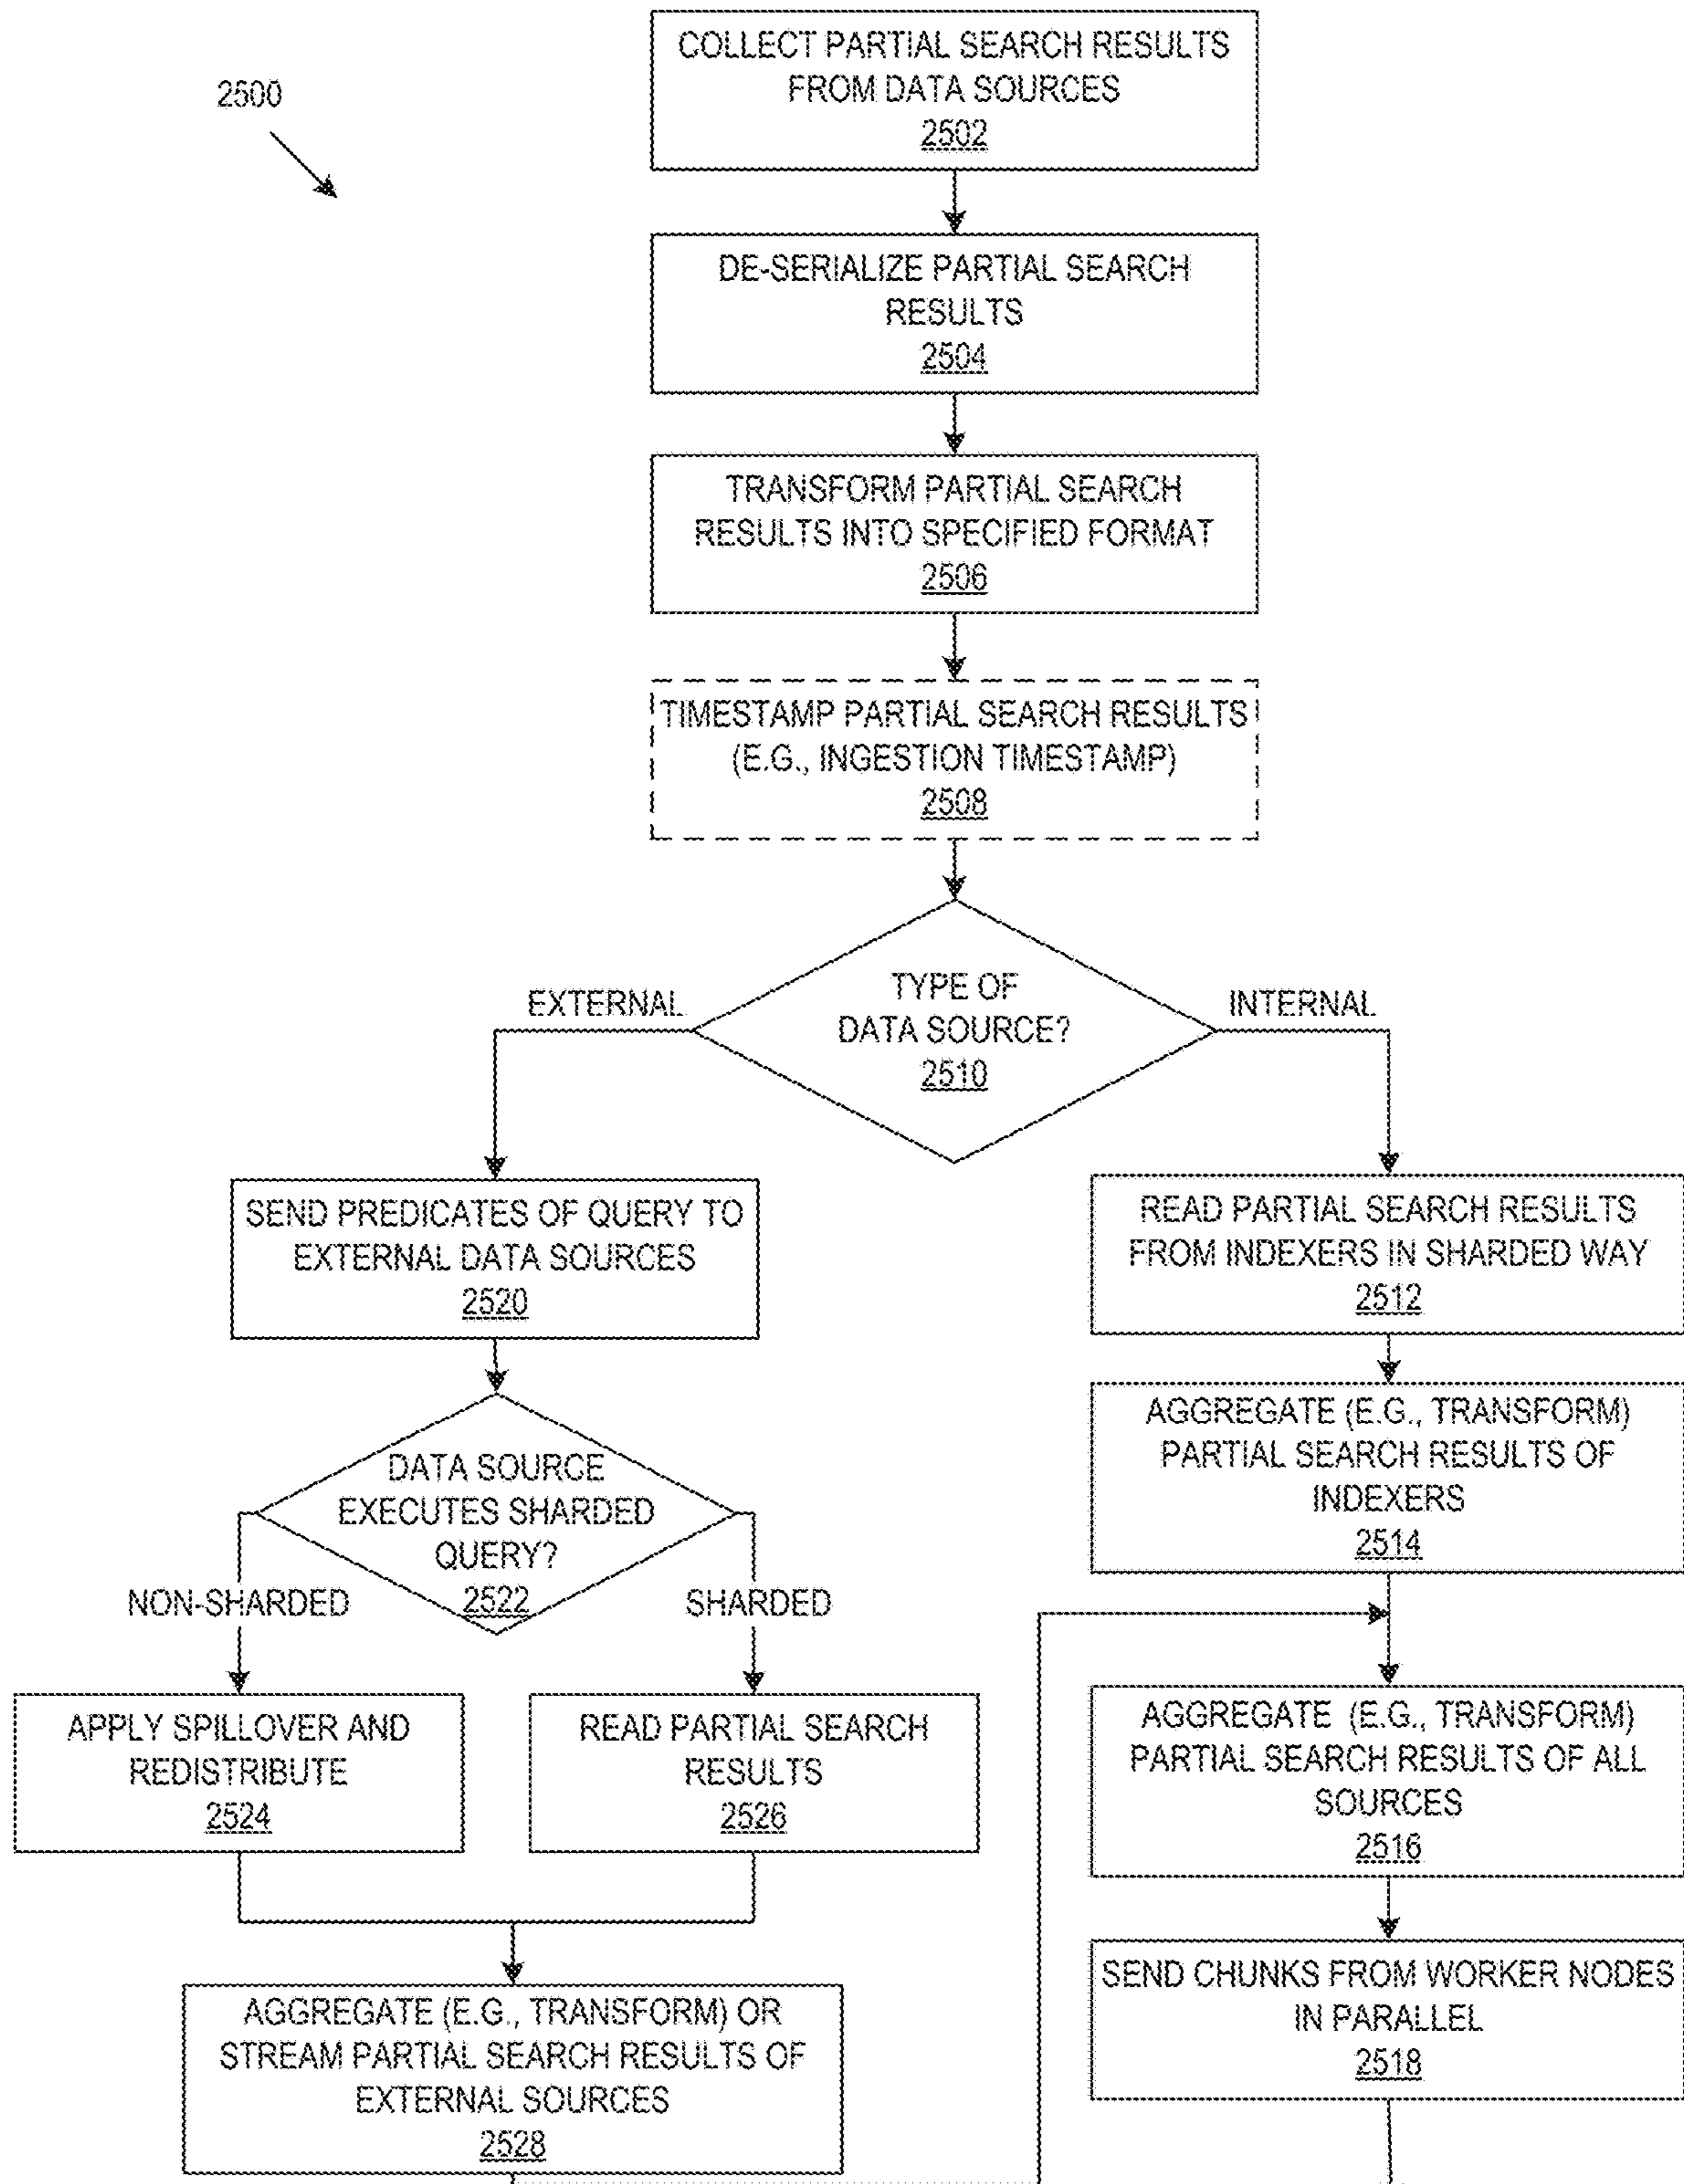 2500
COLLECT PARTIAL SEARCH RESULTS
FROM DATA SOURCES
2502
DE-SERIALIZE PARTIAL SEARCH
RESULTS
2504
TRANSFORM PARTIAL SEARCH
RESULTS INTO SPECIFIED FORMAT
2506
TIMESTAMP PARTIAL SEARCH RESULTS
(E.G., INGESTION TIMESTAMP)
2508
TYPE OF
DATA SOURCE?
2510
EXTERNAL
INTERNAL
SEND PREDICATES OF QUERY TO
EXTERNAL DATA SOURCES
2520
DATA SOURCE
EXECUTES SHARDED
QUERY?
2522
NON-SHARDED
SHARDED
APPLY SPILLOVER AND
REDISTRIBUTE
2524
READ PARTIAL SEARCH
RESULTS
2526
AGGREGATE (E.G., TRANSFORM) OR
STREAM PARTIAL SEARCH RESULTS OF
EXTERNAL SOURCES
2528
READ PARTIAL SEARCH RESULTS
FROM INDEXERS IN SHARDED WAY
2512
AGGREGATE (E.G., TRANSFORM)
PARTIAL SEARCH RESULTS OF
INDEXERS
2514
AGGREGATE (E.G., TRANSFORM)
PARTIAL SEARCH RESULTS OF ALL
SOURCES
2516
SEND CHUNKS FROM WORKER NODES
IN PARALLEL
2518